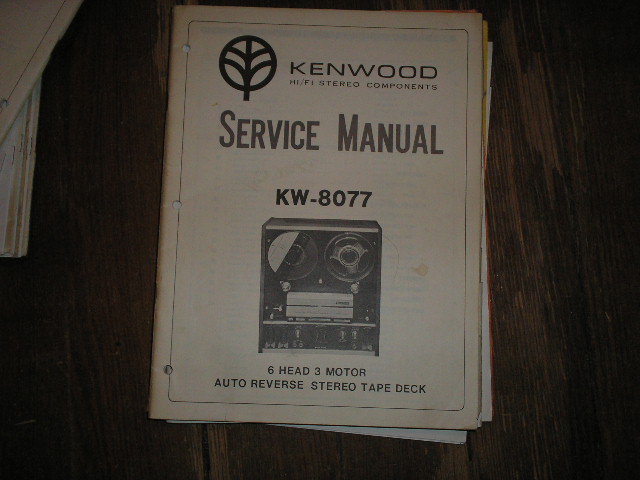 KENWOOD
HI/FI STEREO COMPONENTS
SERVICE MANUAL
KW-8077
6 HEAD 3 MOTOR
AUTO REVERSE STEREO TAPE DECK